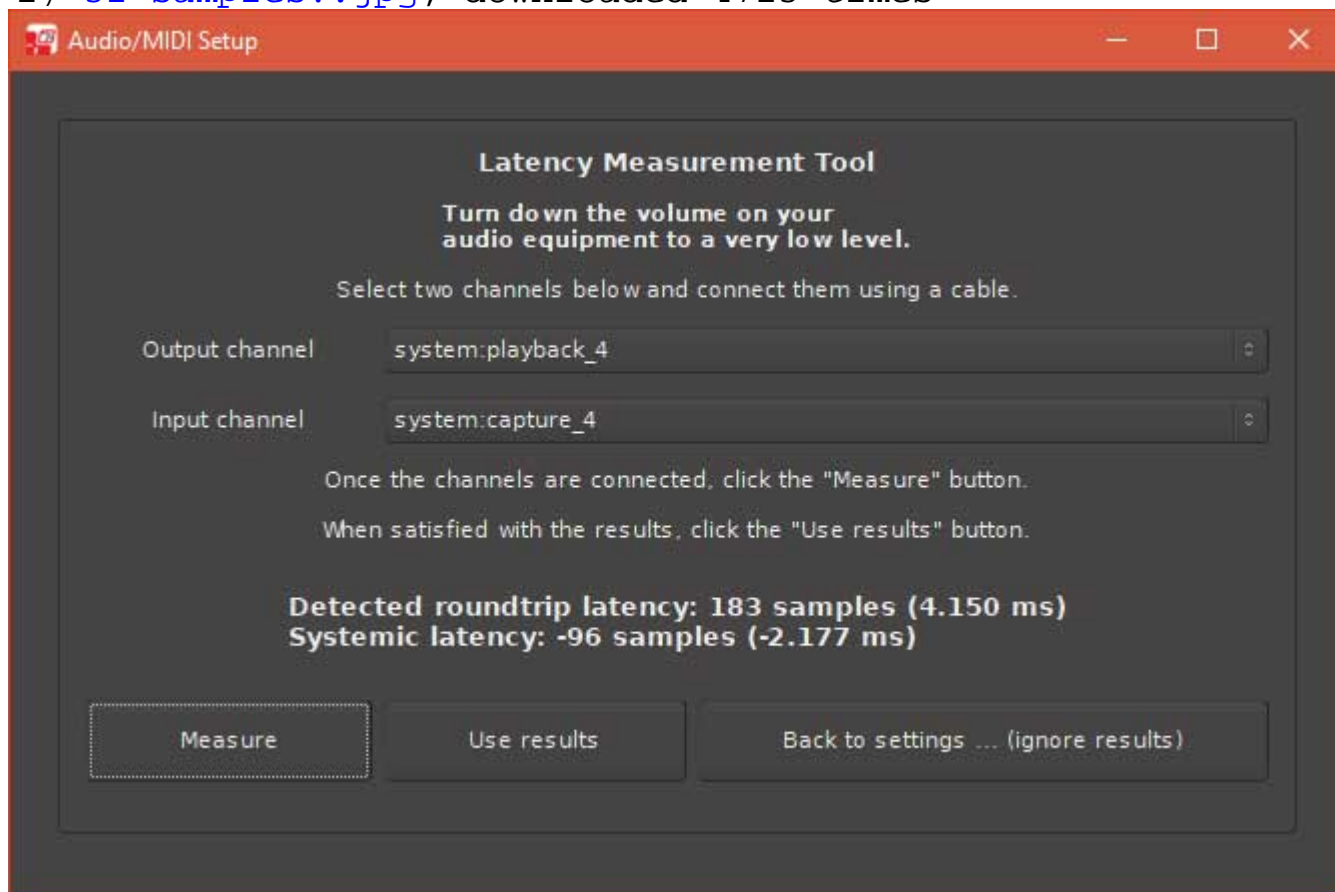 Audio/MIDI Setup
Latency Measurement Tool
Turn down the volume on your
audio equipment to a very low level.
Select two channels below and connect them using a cable.
Output channel system:playback_4
Input channel system:capture_4
Once the channels are connected, click the "Measure" button.
When satisfied with the results, click the "Use results" button.
Detected roundtrip latency: 183 samples (4.150 ms)
Systemic latency: -96 samples (-2.177 ms)
Measure Use results Back to settings ... (ignore results)